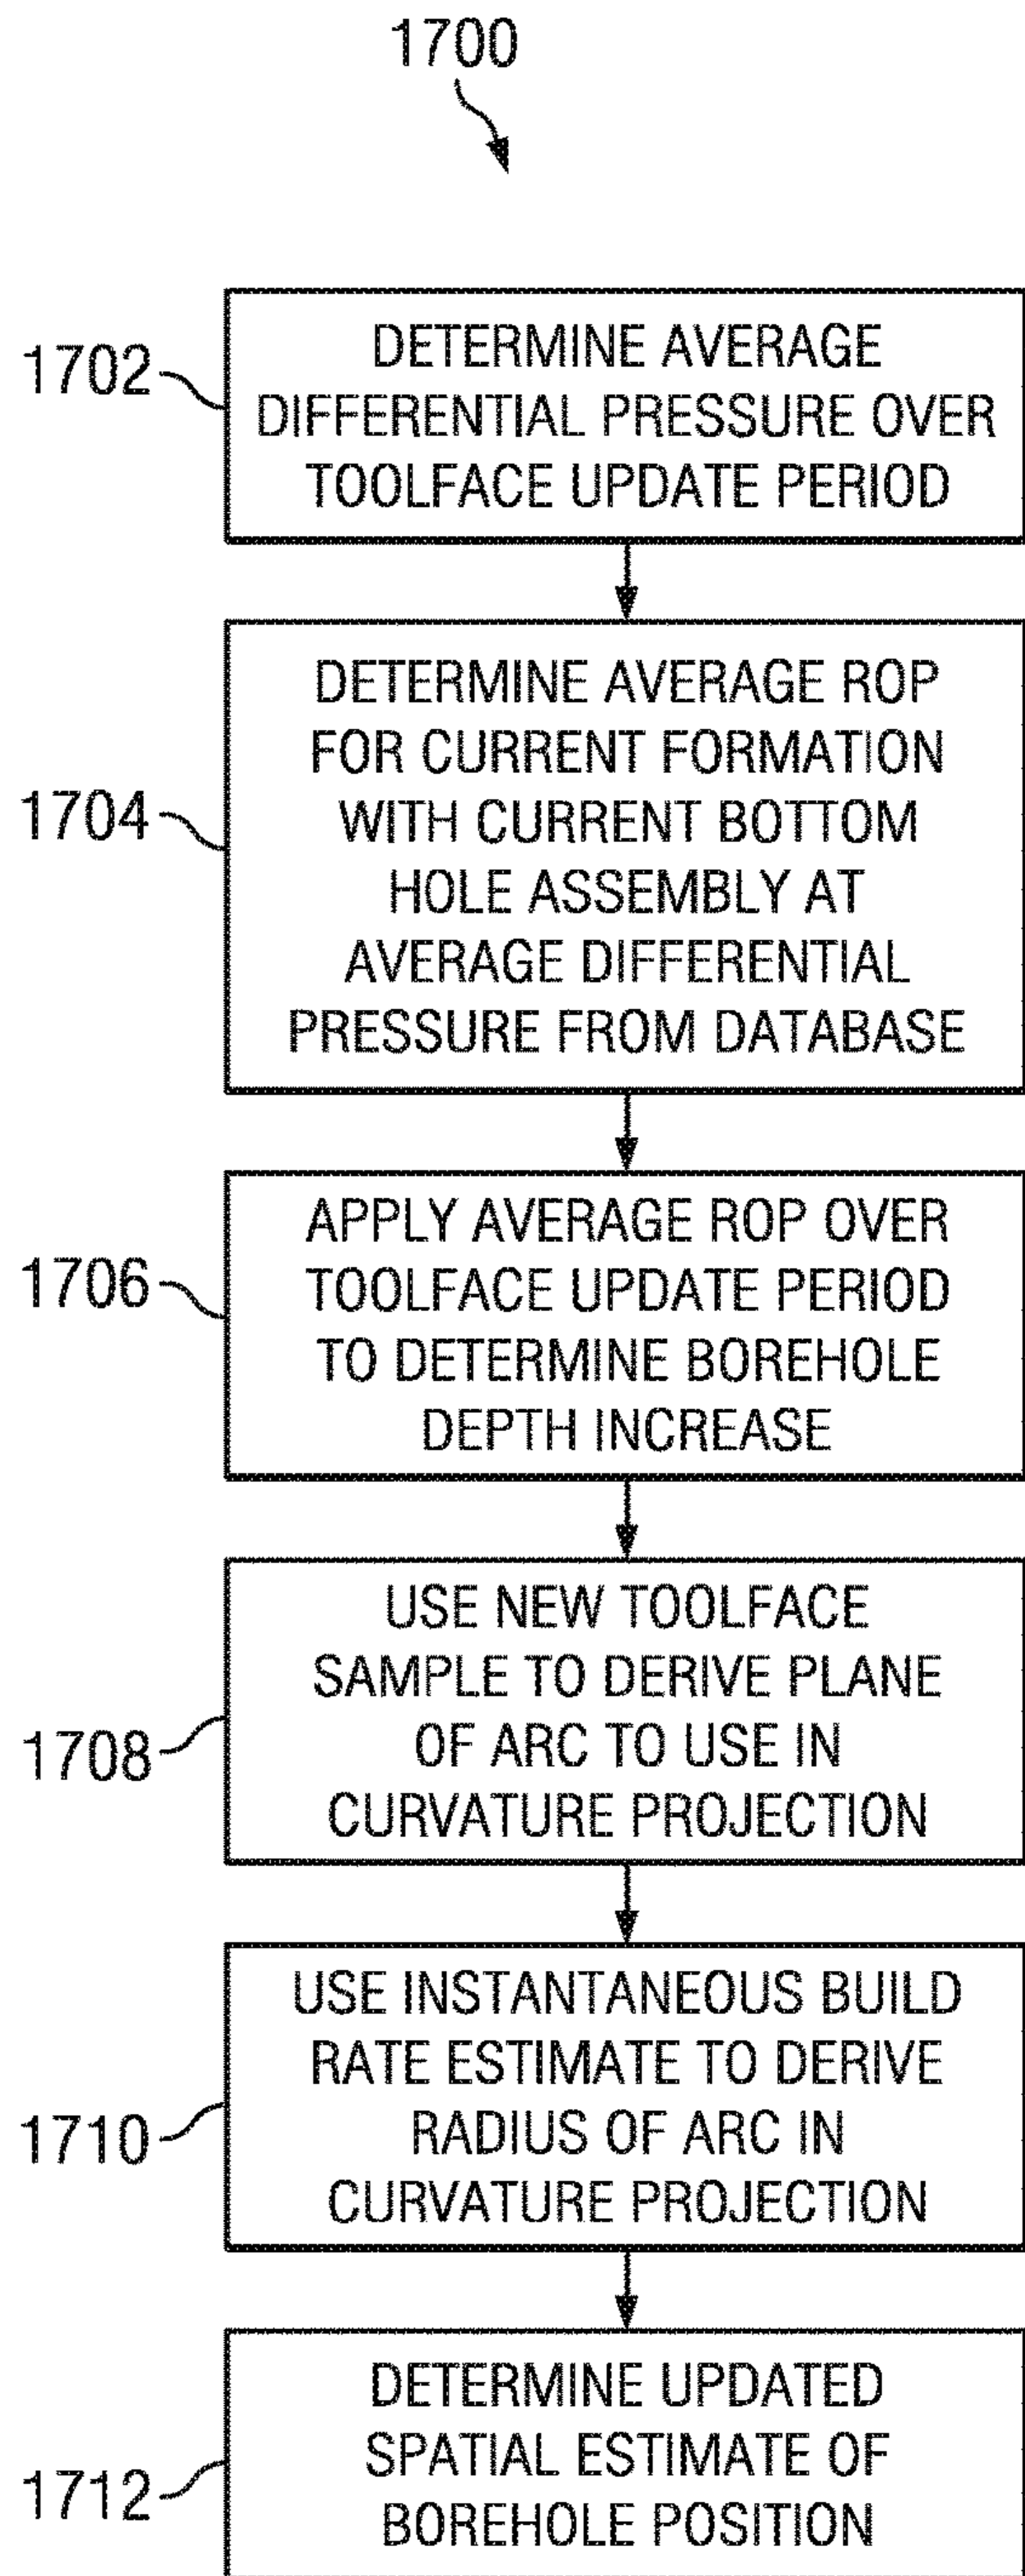 1700
1702
DETERMINE AVERAGE
DIFFERENTIAL PRESSURE OVER
TOOLFACE UPDATE PERIOD
1704
DETERMINE AVERAGE ROP
FOR CURRENT FORMATION
WITH CURRENT BOTTOM
HOLE ASSEMBLY AT
AVERAGE DIFFERENTIAL
PRESSURE FROM DATABASE
1706
APPLY AVERAGE ROP OVER
TOOLFACE UPDATE PERIOD
TO DETERMINE BOREHOLE
DEPTH INCREASE
1708
USE NEW TOOLFACE
SAMPLE TO DERIVE PLANE
OF ARC TO USE IN
CURVATURE PROJECTION
1710
USE INSTANTANEOUS BUILD
RATE ESTIMATE TO DERIVE
RADIUS OF ARC IN
CURVATURE PROJECTION
1712
DETERMINE UPDATED
SPATIAL ESTIMATE OF
BOREHOLE POSITION